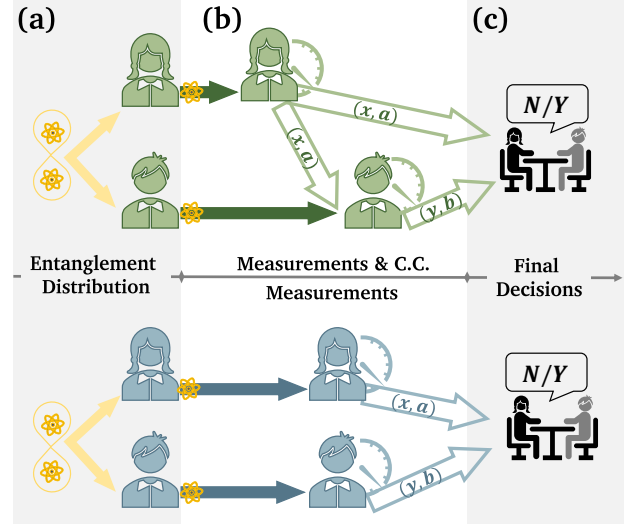 (a)
(b)
(c)
(x, a)
(x, a)
(y, b)
N/Y
Entanglement
Distribution
Measurements & C.C.
Measurements
Final
Decisions
(x, a)
(y, b)
N/Y